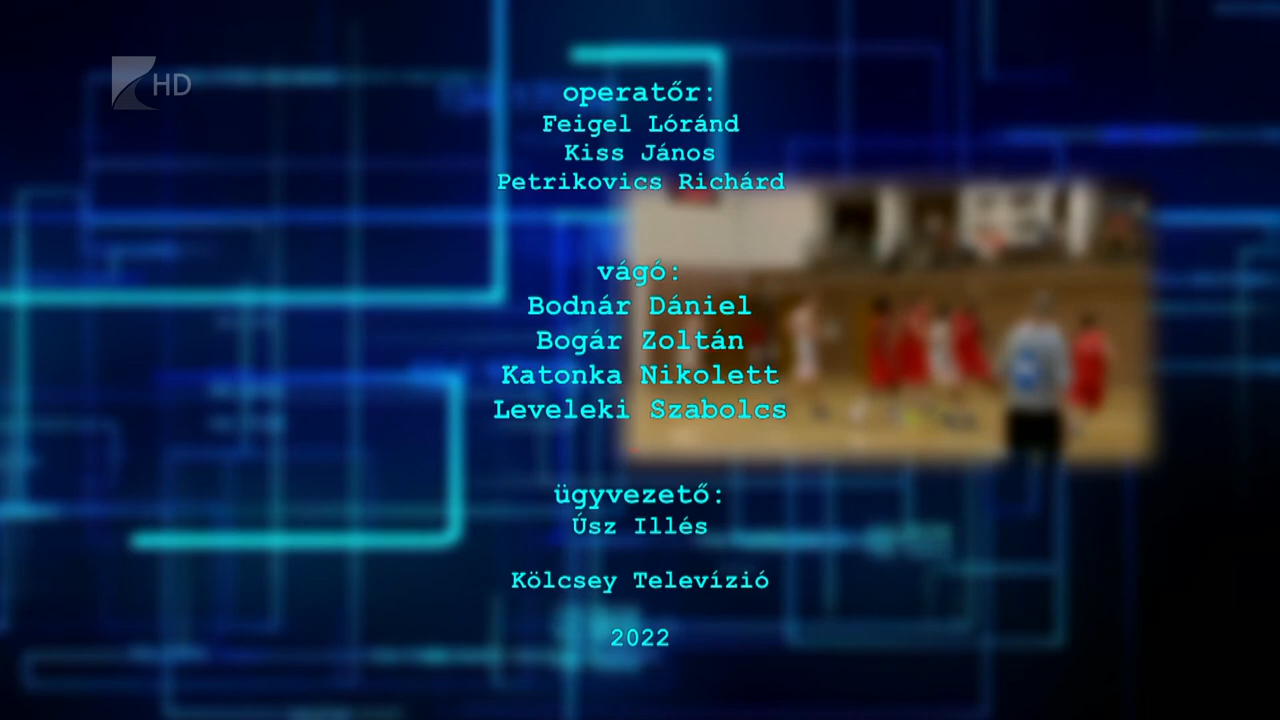 HD
operatőr:
Feigel Lóránd
Kiss János
Petrikovics Richárd
vágó:
Bodnár Dániel
Bogár Zoltán
Katonka Nikolett
Leveleki Szabolcs
ügyvezető:
Úsz Illés
Kölcsey Televízió
2022